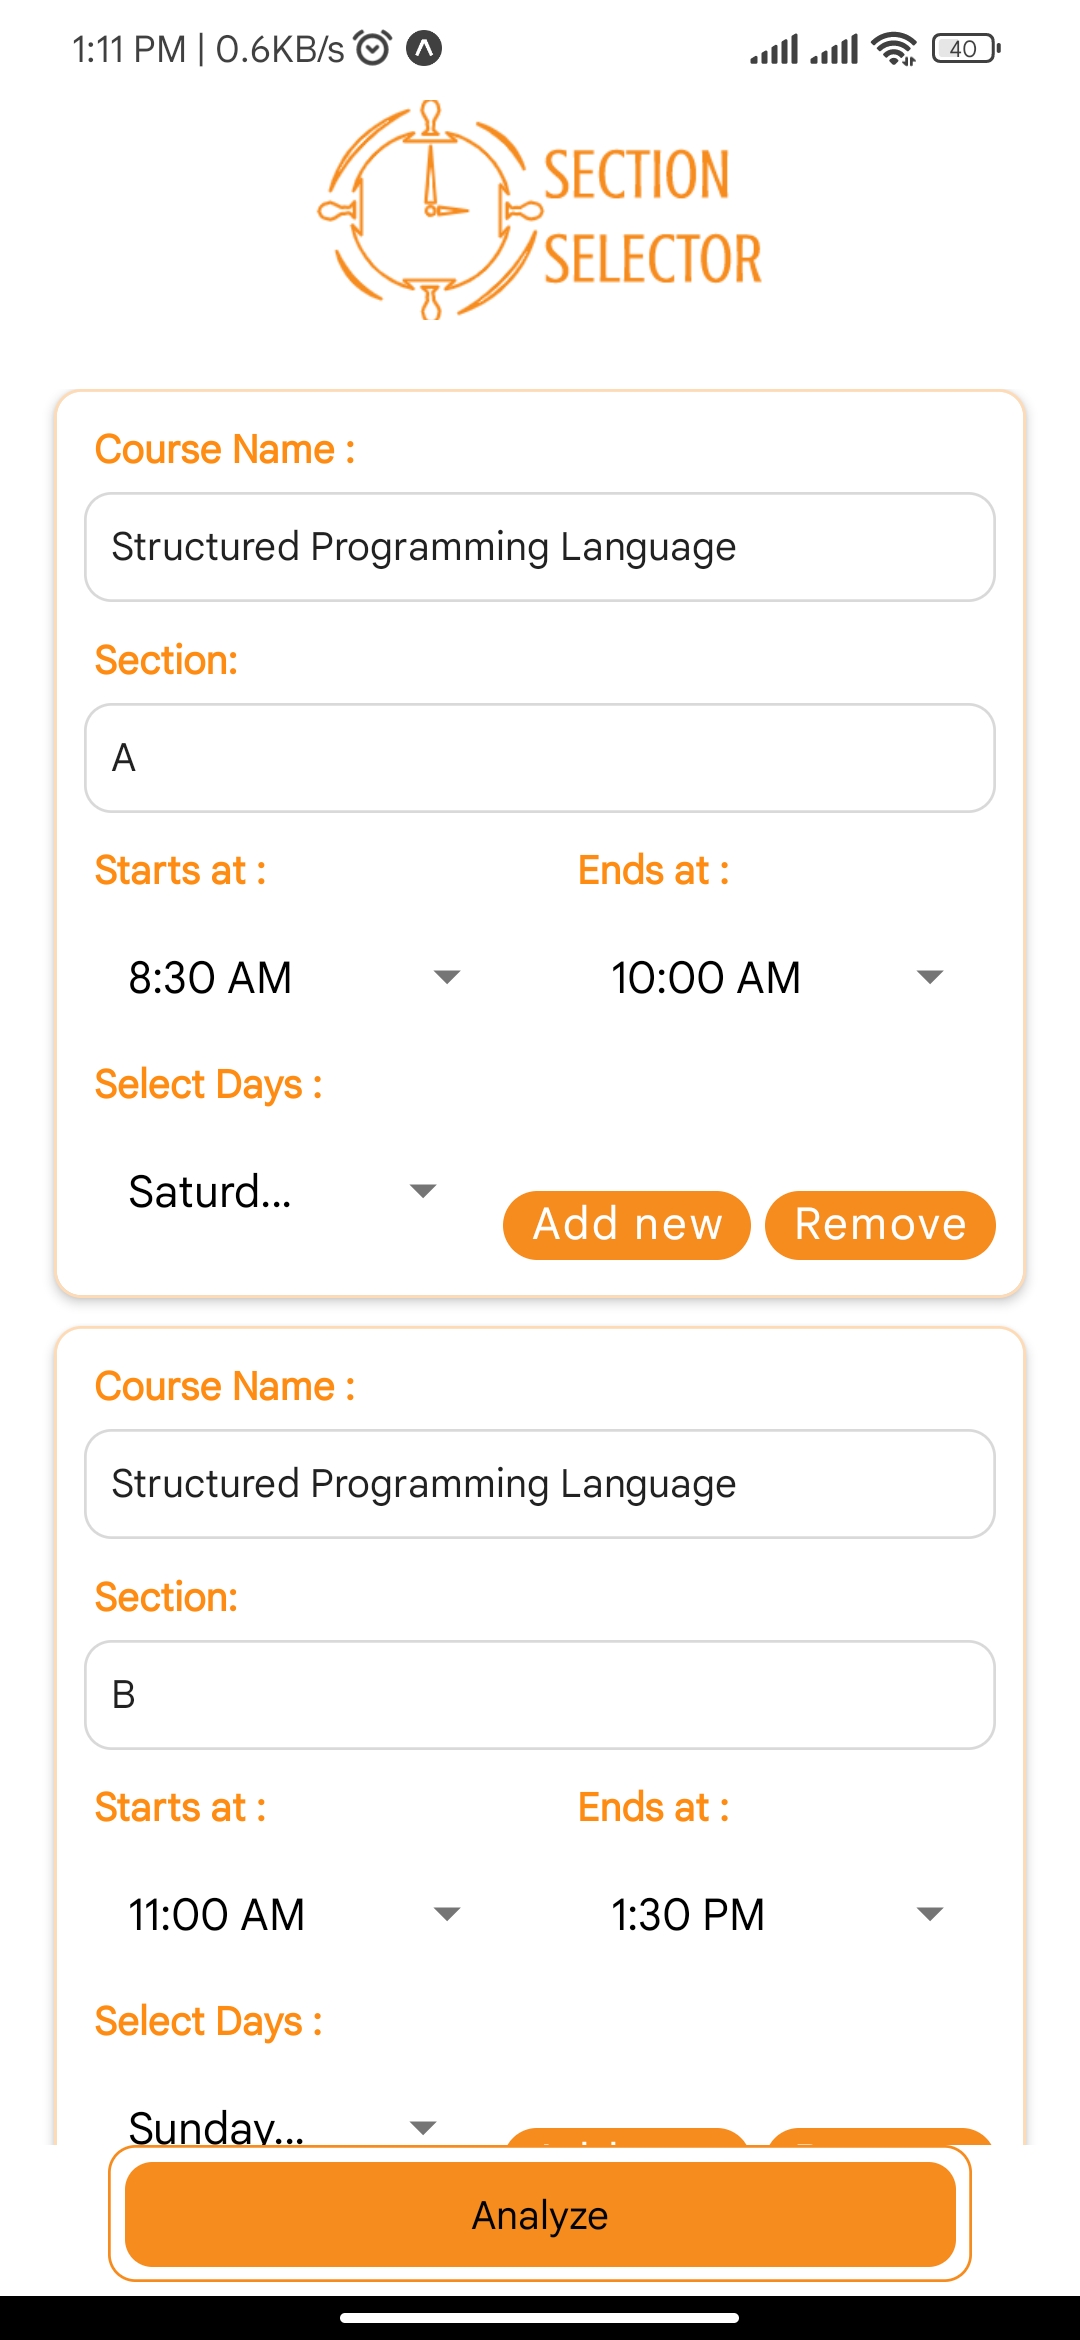 1:11 PM | 0.6KB/s
40
SECTION
SELECTOR
Course Name :
Structured Programming Language
Section:
A
Starts at : Ends at :
8:30 AM 10:00 AM
Select Days :
Saturd...
Add new Remove
Course Name :
Structured Programming Language
Section:
B
Starts at : Ends at :
11:00 AM 1:30 PM
Select Days :
Sunday...
Analyze